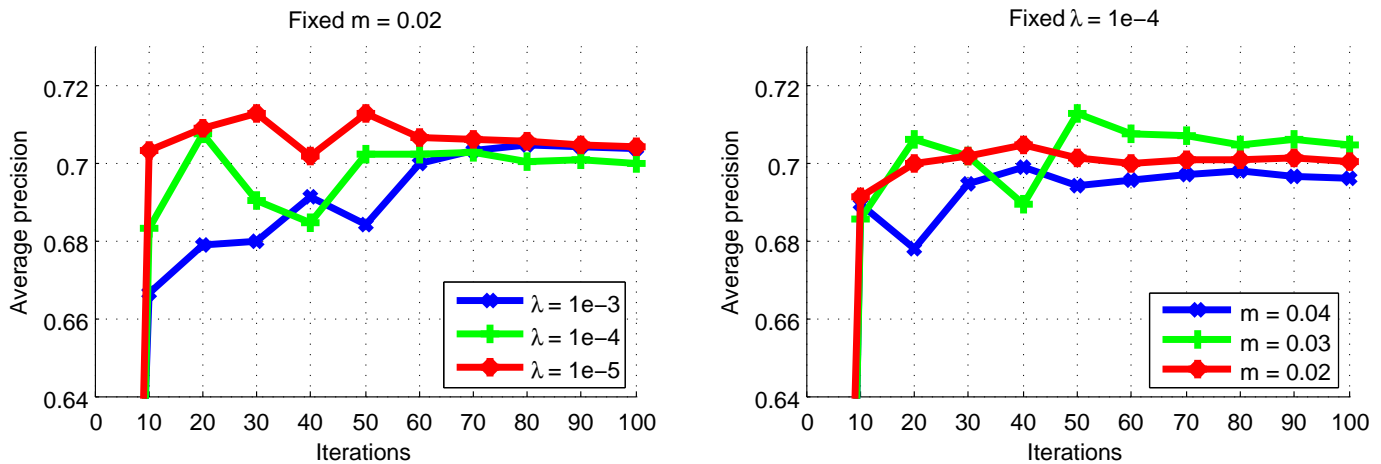 Fixed m = 0.02
0.72
0.7
0.68
0.66
0.64
Average precision
λ = 1e−3
λ = 1e−4
λ = 1e−5
0 10 20 30 40 50 60 70 80 90 100
Iterations
Fixed λ = 1e−4
0.72
0.7
0.68
0.66
0.64
Average precision
m = 0.04
m = 0.03
m = 0.02
0 10 20 30 40 50 60 70 80 90 100
Iterations